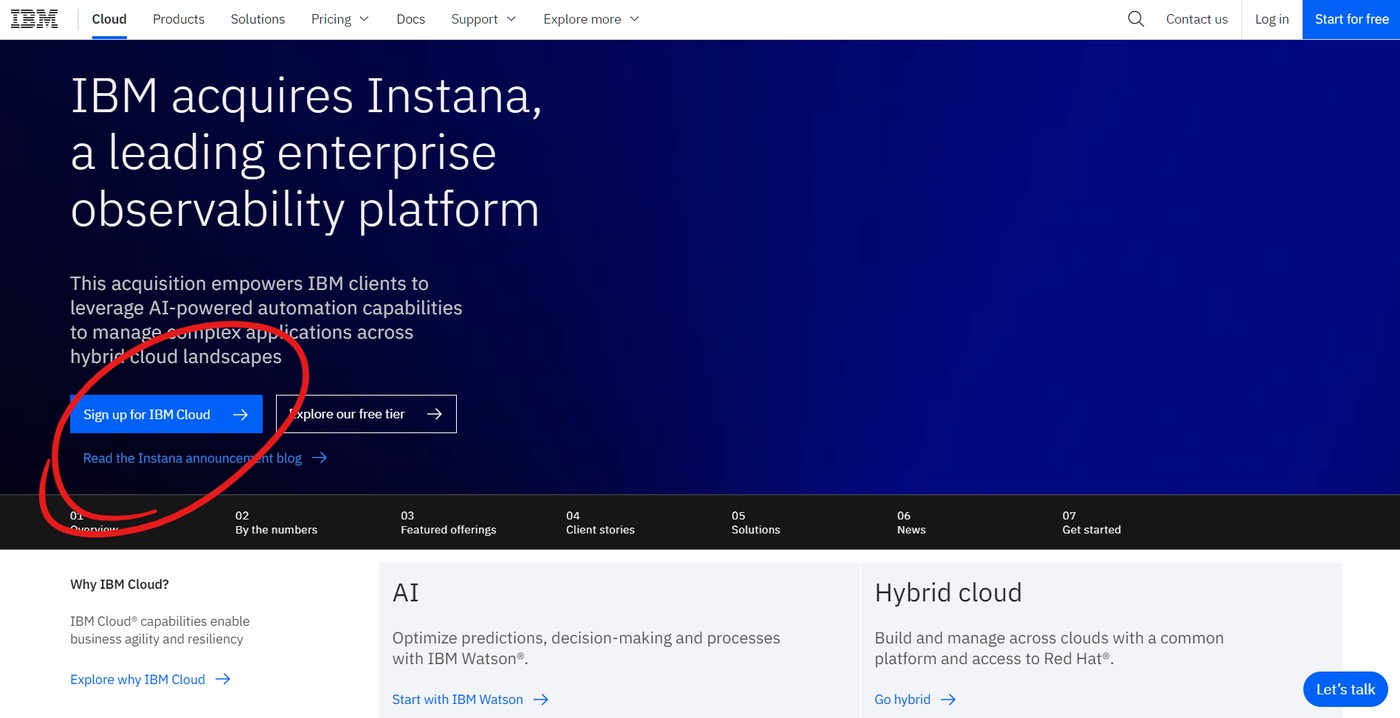 IBM
Cloud
Products
Solutions
Pricing
Docs
Support
Explore more
Contact us
Log in
Start for free
IBM acquires Instana,
a leading enterprise
observability platform
This acquisition empowers IBM clients to
leverage AI-powered automation capabilities
to manage complex applications across
hybrid cloud landscapes
Sign up for IBM Cloud
Explore our free tier
Read the Instana announcement blog
01
Overview
02
By the numbers
03
Featured offerings
04
Client stories
05
Solutions
06
News
07
Get started
Why IBM Cloud?
IBM Cloud® capabilities enable
business agility and resiliency
Explore why IBM Cloud
AI
Optimize predictions, decision-making and processes
with IBM Watson®.
Start with IBM Watson
Hybrid cloud
Build and manage across clouds with a common
platform and access to Red Hat®.
Go hybrid
Let's talk